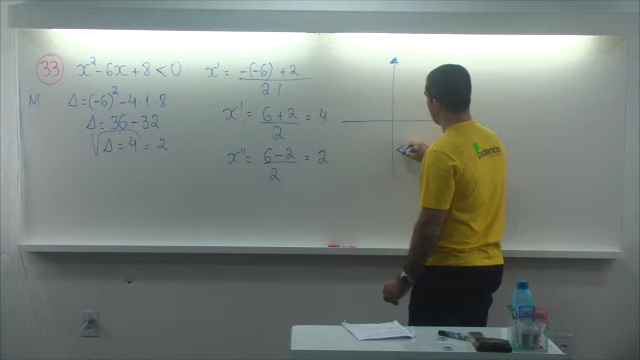 33 x² - 6x + 8 < 0
N
Δ = (-6)² - 4 · 1 · 8
Δ = 36 - 32
√Δ = 4 = 2
x' = -(-6) + 2
2 · 1
x' = 6 + 2 = 4
2
x'' = 6 - 2 = 2
2